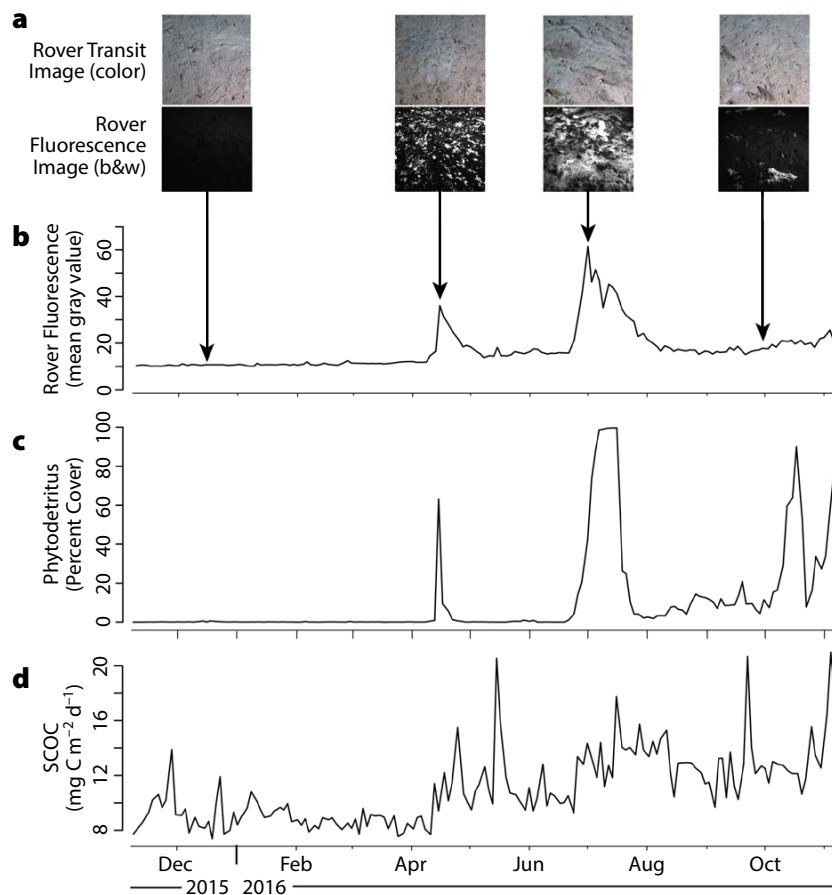 a
Rover Transit
Image (color)
Rover
Fluorescence
Image (b&w)
b
Rover Fluorescence
(mean gray value)
60
40
20
0
c
Phytodetritus
(Percent Cover)
100
80
60
40
20
0
d
SCOC
(mg C m⁻² d⁻¹)
20
16
12
8
Dec Feb Apr Jun Aug Oct
2015 2016